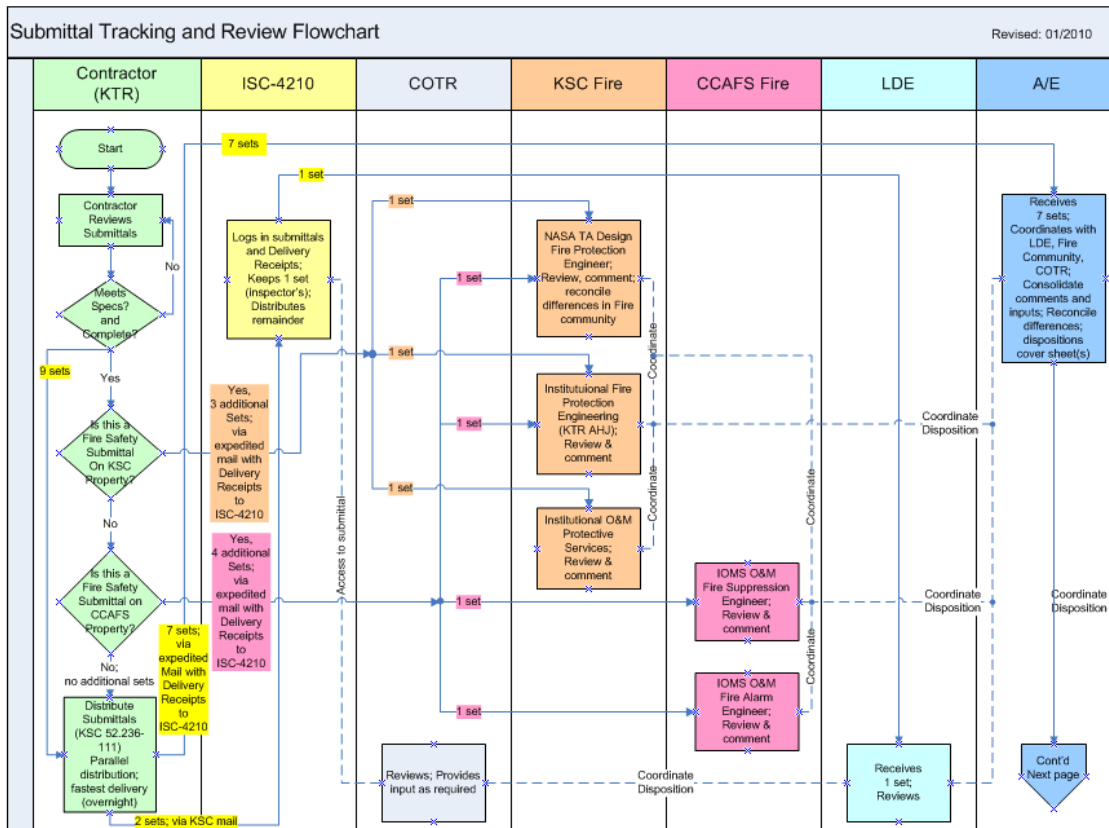 Submittal Tracking and Review Flowchart
Revised: 01/2010
Contractor
(KTR)
ISC-4210
COTR
KSC Fire
CCAFS Fire
LDE
A/E
Start
Contractor
Reviews
Submittals
No
Meets
Specs?
and
Complete?
9 sets
Yes
Is this a
Fire Safety
Submittal
On KSC
Property?
No
Is this a
Fire Safety
Submittal on
CCAFS
Property?
No;
no additional sets
Distribute
Submittals
(KSC 52.236-
111)
Parallel
distribution;
fastest delivery
(overnight)
2 sets; via KSC mail
7 sets;
via
expedited
Mail with
Delivery
Receipts
to
ISC-4210
7 sets
1 set
Logs in submittals
and Delivery
Receipts;
Keeps 1 set
(inspector's);
Distributes
remainder
Yes,
3 additional
Sets;
via
expedited
mail with
Delivery
Receipts
to
ISC-4210
Yes,
4 additional
Sets;
via
expedited
mail with
Delivery
Receipts
to
ISC-4210
Access to submittal
Reviews; Provides
input as required
1 set
1 set
1 set
1 set
1 set
1 set
1 set
NASA TA Design
Fire Protection
Engineer;
Review, comment;
reconcile
differences in Fire
community
Institutuional Fire
Protection
Engineering
(KTR AHJ);
Review &
comment
Institutional O&M
Protective
Services;
Review &
comment
Coordinate
Coordinate
Coordinate
Coordinate
IOMS O&M
Fire Suppression
Engineer;
Review &
comment
IOMS O&M
Fire Alarm
Engineer;
Review &
comment
Coordinate
Disposition
Coordinate
Disposition
Coordinate
Disposition
Receives
1 set;
Reviews
Receives
7 sets;
Coordinates with
LDE, Fire
Community,
COTR;
Consolidate
comments and
inputs; Reconcile
differences;
dispositions
cover sheet(s)
Coordinate
Disposition
Cont'd
Next page